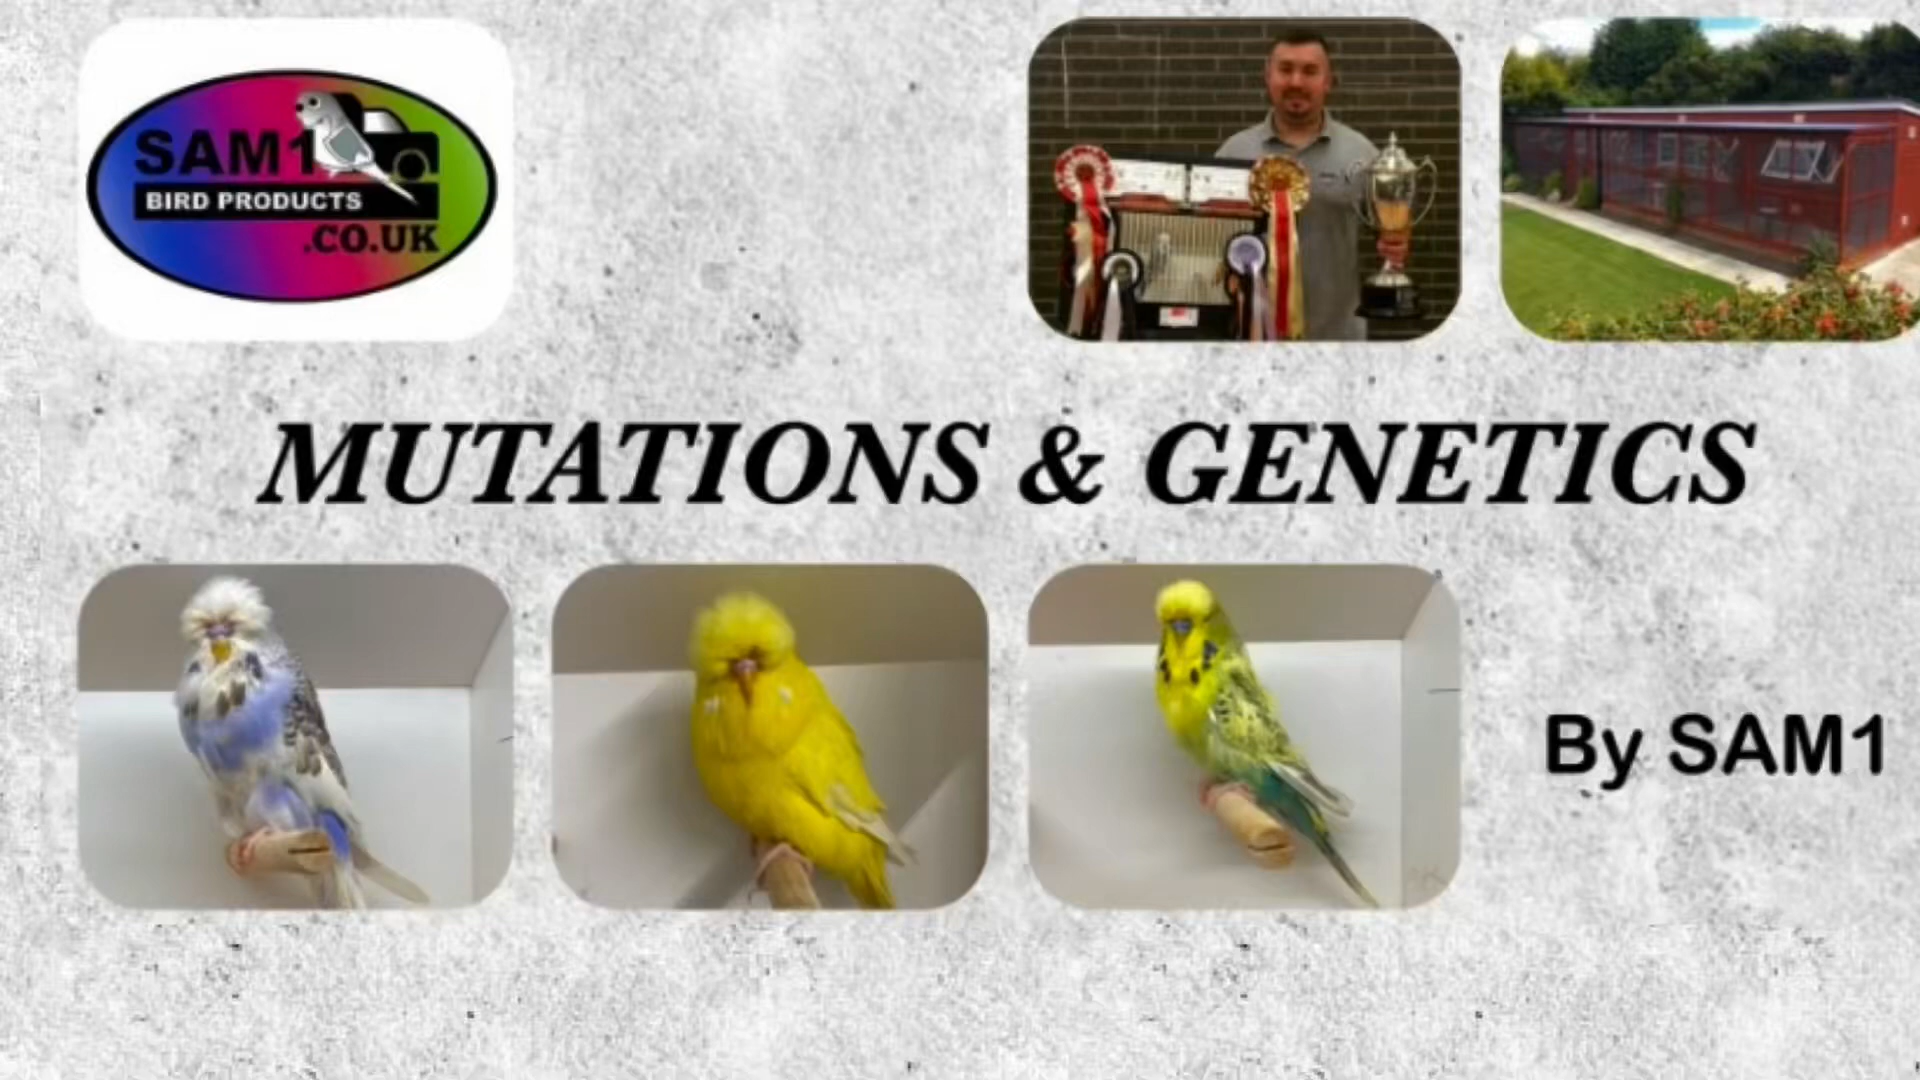 SAM1
BIRD PRODUCTS
.CO.UK
MUTATIONS & GENETICS
By SAM1